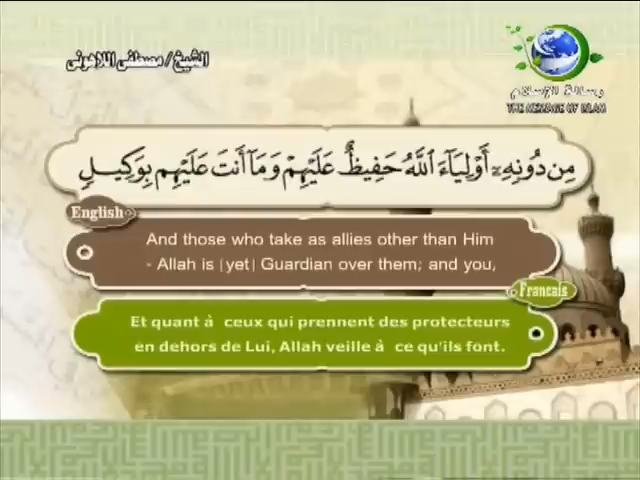 الشيخ / مصطفى اللاهونى
رسالة الإسلام
THE MESSAGE OF ISLAM
مِن دُونِهِۦٓ أَوْلِيَآءَ ٱللَّهُ حَفِيظٌ عَلَيْهِمْ وَمَآ أَنتَ عَلَيْهِم بِوَكِيلٍ
English
And those who take as allies other than Him
- Allah is [yet] Guardian over them; and you,
Francais
Et quant à ceux qui prennent des protecteurs
en dehors de Lui, Allah veille à ce qu'ils font.